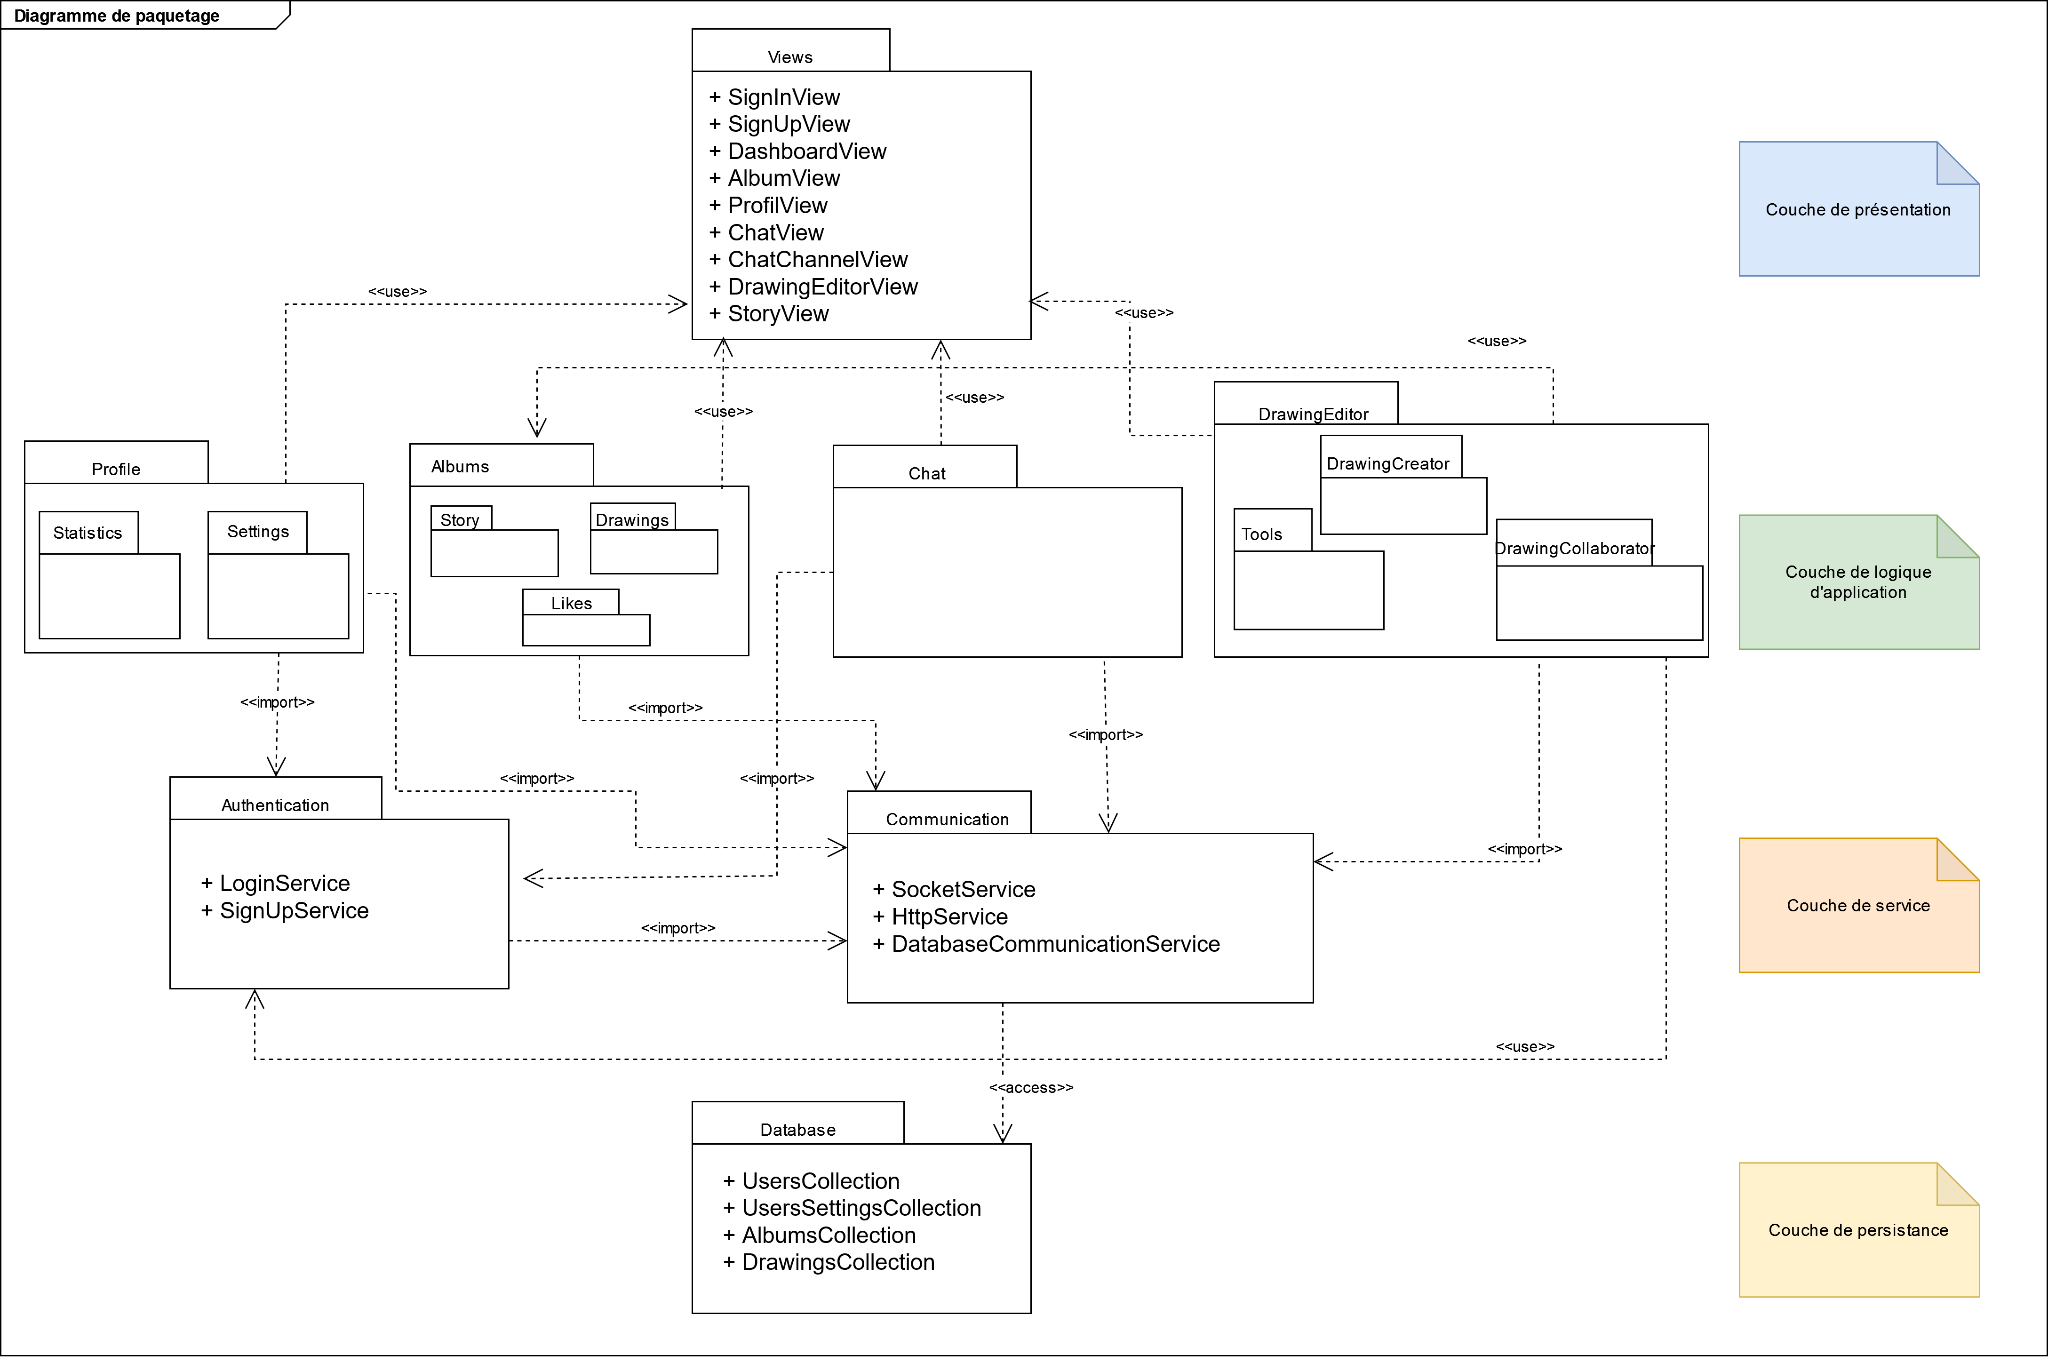 Diagramme de paquetage
Views
+ SignInView
+ SignUpView
+ DashboardView
+ AlbumView
+ ProfilView
+ ChatView
+ ChatChannelView
+ DrawingEditorView
+ StoryView
Couche de présentation
<<use>>
<<use>>
<<use>>
<<use>>
<<use>>
Profile
Statistics
Settings
Albums
Story
Drawings
Likes
Chat
DrawingEditor
DrawingCreator
Tools
DrawingCollaborator
Couche de logique
d'application
<<import>>
<<import>>
<<import>>
<<import>>
<<import>>
<<import>>
Authentication
+ LoginService
+ SignUpService
<<import>>
Communication
+ SocketService
+ HttpService
+ DatabaseCommunicationService
Couche de service
<<use>>
<<access>>
Database
+ UsersCollection
+ UsersSettingsCollection
+ AlbumsCollection
+ DrawingsCollection
Couche de persistance